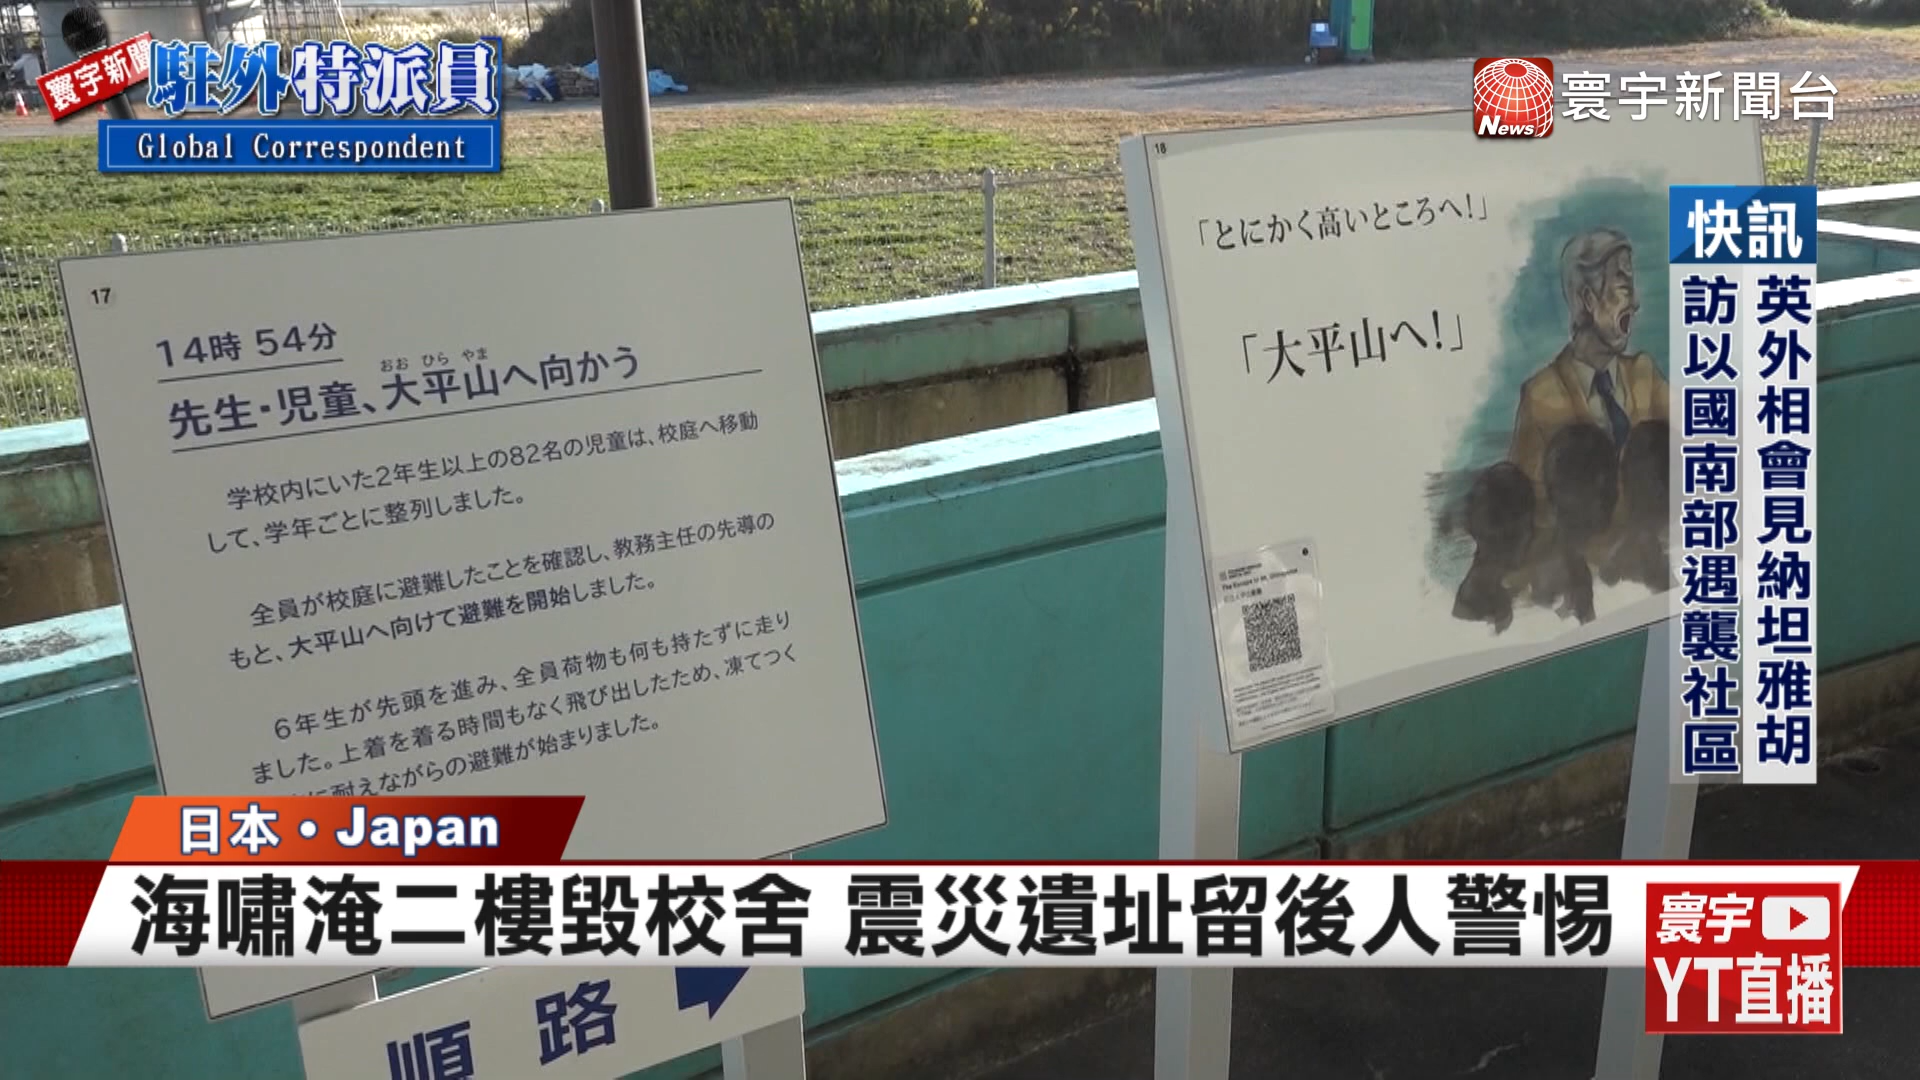 寰宇新聞
駐外特派員
Global Correspondent
News
寰宇新聞台
快訊
英外相會見納坦雅胡
訪以國南部遇襲社區
17
14時 54分
おお ひら やま
先生・児童、大平山へ向かう
学校内にいた2年生以上の82名の児童は、校庭へ移動
して、学年ごとに整列しました。
全員が校庭に避難したことを確認し、教務主任の先導の
もと、大平山へ向けて避難を開始しました。
6年生が先頭を進み、全員荷物も何も持たずに走り
ました。上着を着る時間もなく飛び出したため、凍てつく
に耐えながらの避難が始まりました。
18
「とにかく高いところへ!」
「大平山へ!」
日本・Japan
海嘯淹二樓毀校舍 震災遺址留後人警惕
寰宇
YT直播
順路